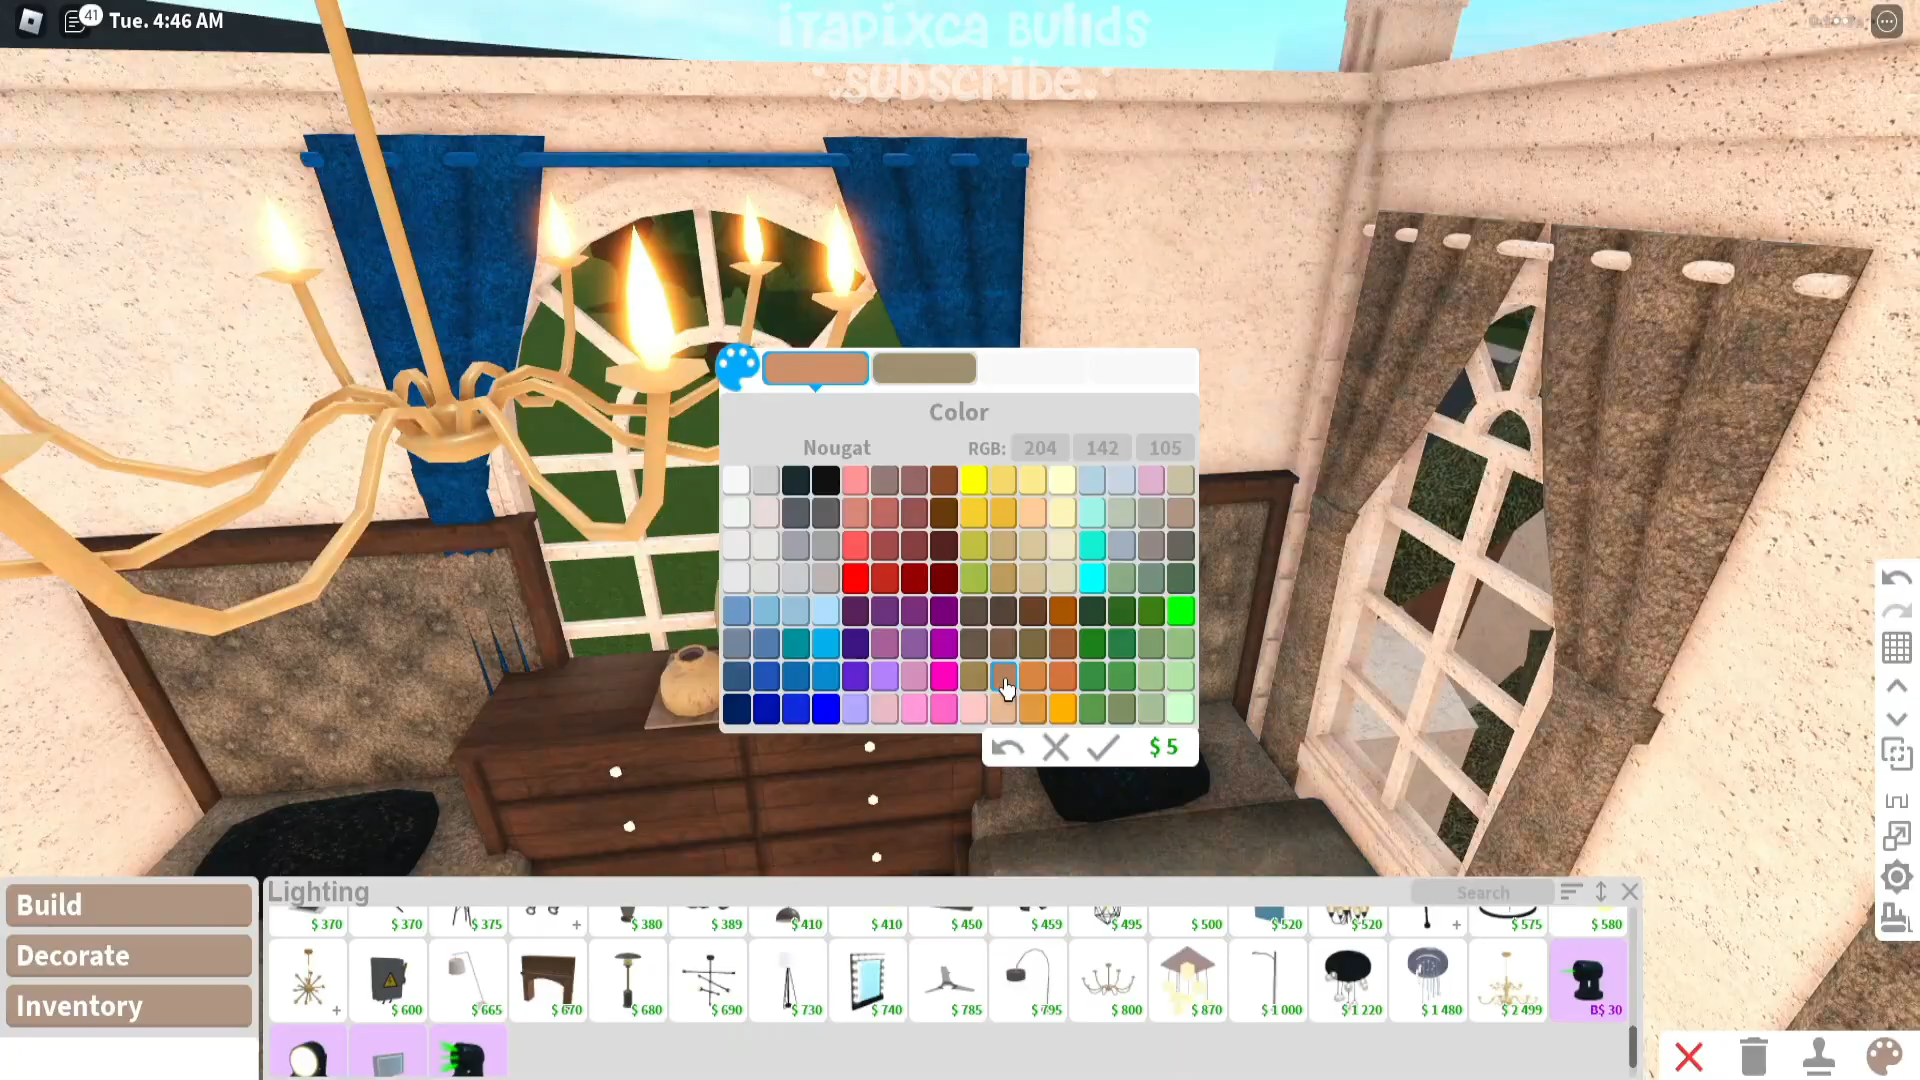 41 Tue. 4:46 AM
iTapixca Builds
.subscribe.
Color
Nougat RGB: 204 142 105
$ 5
Build
Decorate
Inventory
Lighting
Search
$ 370 $ 370 $ 375 + $ 380 $ 389 $ 410 $ 410 $ 450 $ 459 $ 495 $ 500 $ 520 $ 520 + $ 575 $ 580
+ $ 600 $ 665 $ 670 $ 680 $ 690 $ 730 $ 740 $ 785 $ 795 $ 800 $ 870 $ 1 000 $ 1 220 $ 1 480 $ 2 499 B$ 30